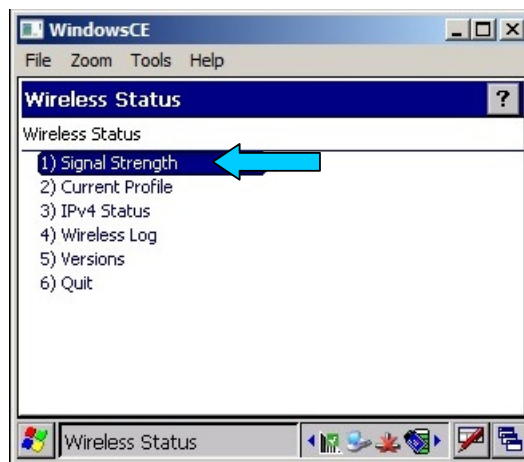 WindowsCE
File Zoom Tools Help
Wireless Status ?
Wireless Status
1) Signal Strength
2) Current Profile
3) IPv4 Status
4) Wireless Log
5) Versions
6) Quit
Wireless Status